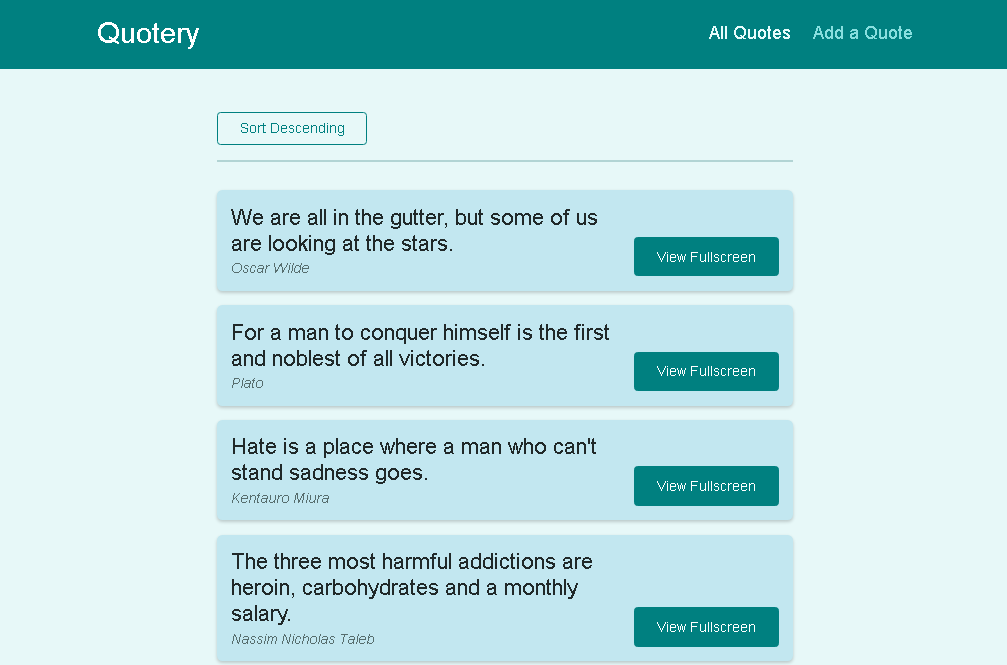 Quotery
All Quotes
Add a Quote
Sort Descending
We are all in the gutter, but some of us
are looking at the stars.
Oscar Wilde
View Fullscreen
For a man to conquer himself is the first
and noblest of all victories.
Plato
View Fullscreen
Hate is a place where a man who can't
stand sadness goes.
Kentauro Miura
View Fullscreen
The three most harmful addictions are
heroin, carbohydrates and a monthly
salary.
Nassim Nicholas Taleb
View Fullscreen